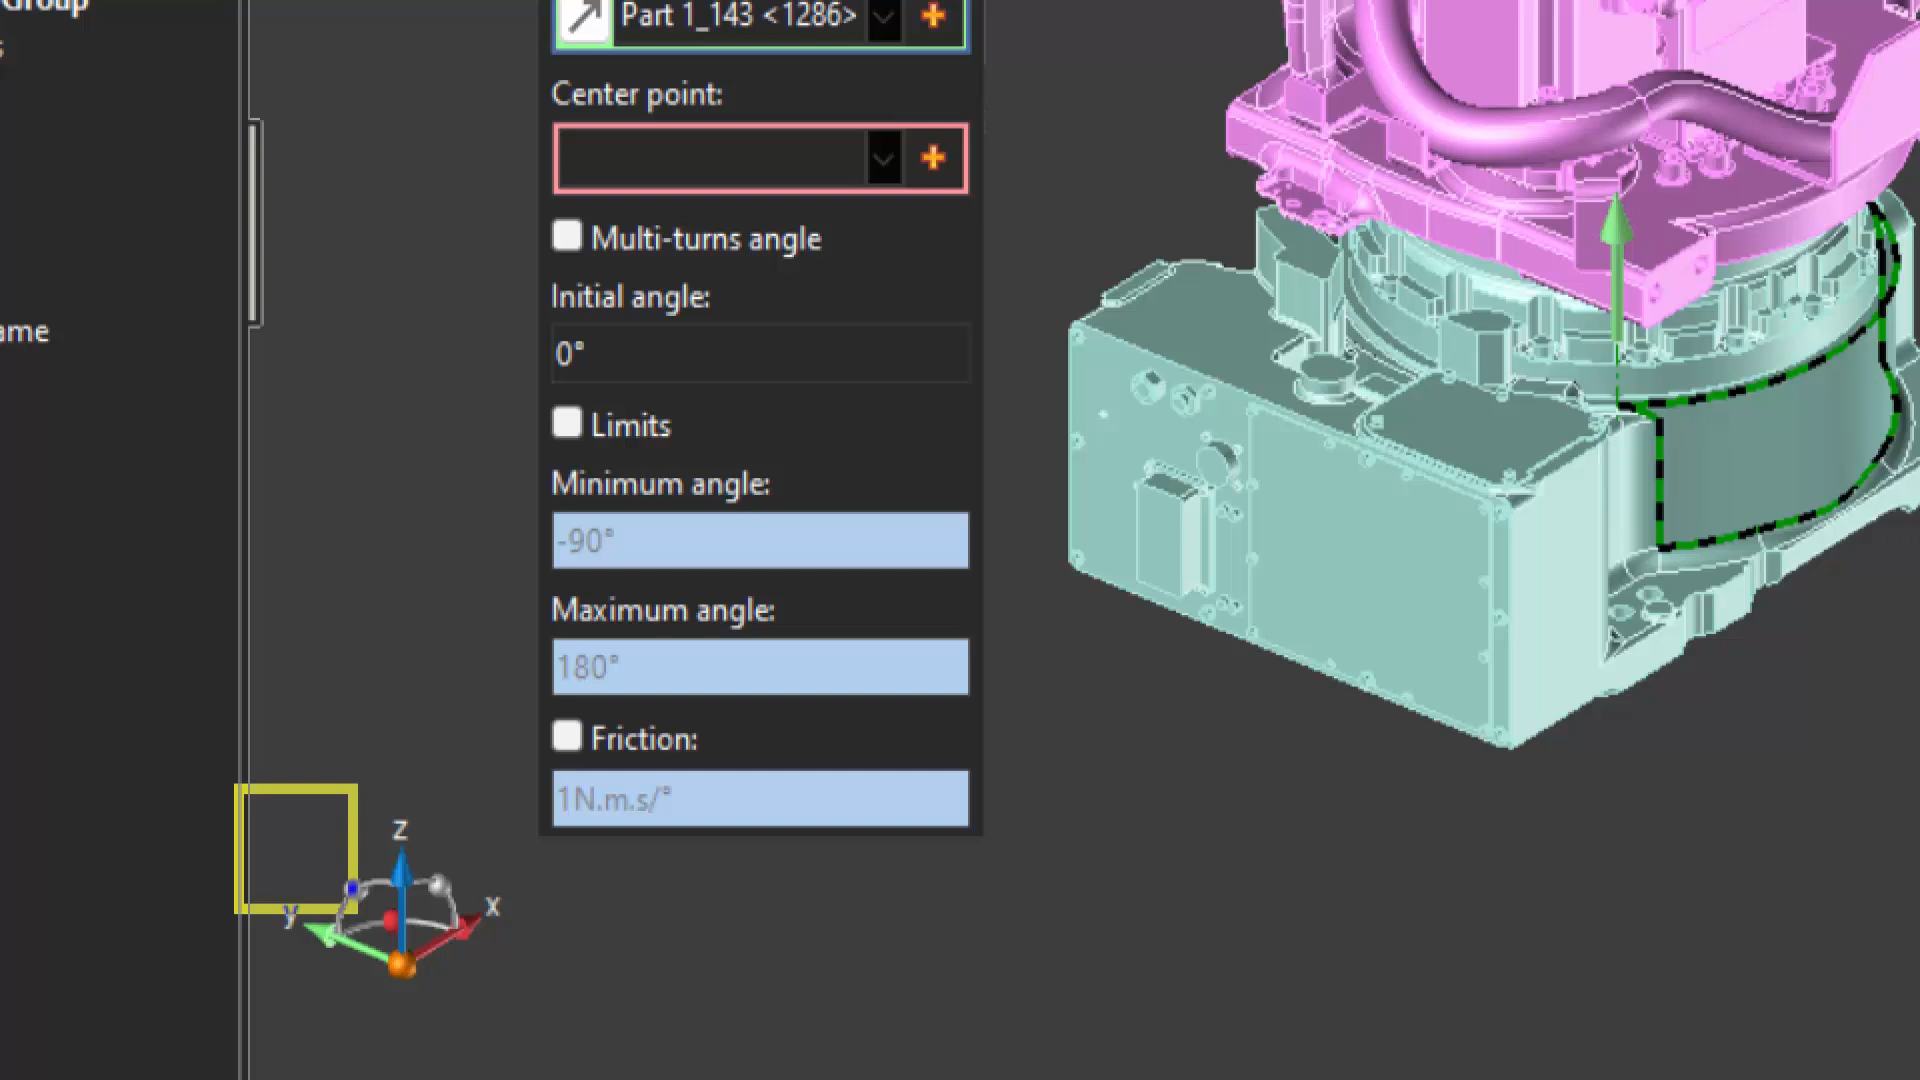 Group
Part 1_143 <1286>
Center point:
Multi-turns angle
Initial angle:
ame
0°
Limits
Minimum angle:
-90°
Maximum angle:
180°
Friction:
1N.m.s/°
z
x
y